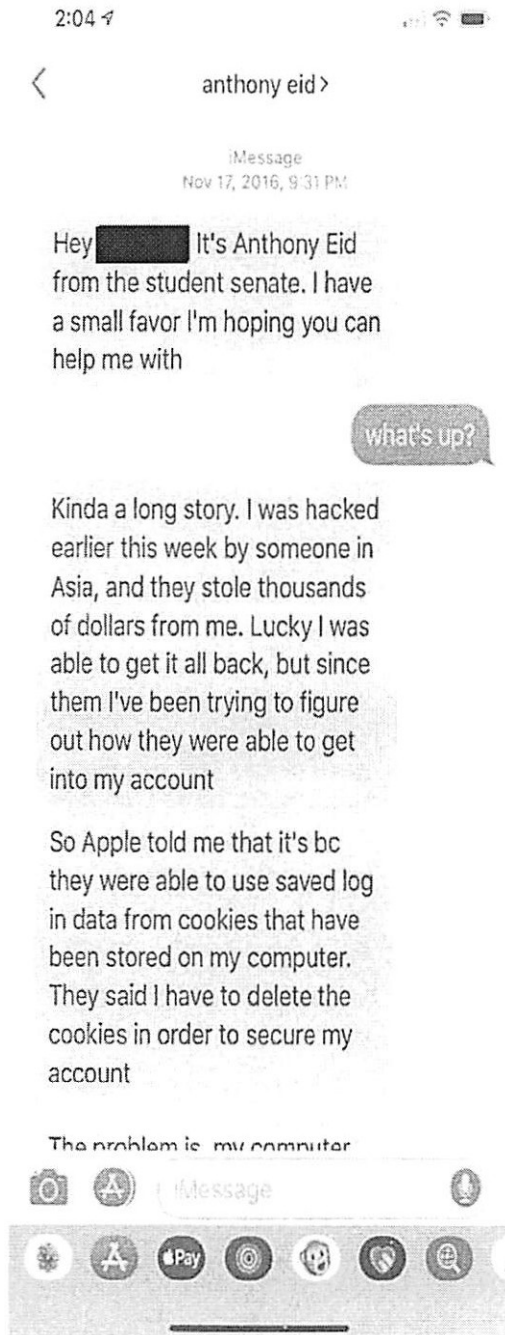 2:04
anthony eid >
iMessage
Nov 17, 2016, 9:31 PM
Hey It's Anthony Eid
from the student senate. I have
a small favor I'm hoping you can
help me with
what's up?
Kinda a long story. I was hacked
earlier this week by someone in
Asia, and they stole thousands
of dollars from me. Lucky I was
able to get it all back, but since
them I've been trying to figure
out how they were able to get
into my account
So Apple told me that it's bc
they were able to use saved log
in data from cookies that have
been stored on my computer.
They said I have to delete the
cookies in order to secure my
account
The problem is, my computer
iMessage
Pay